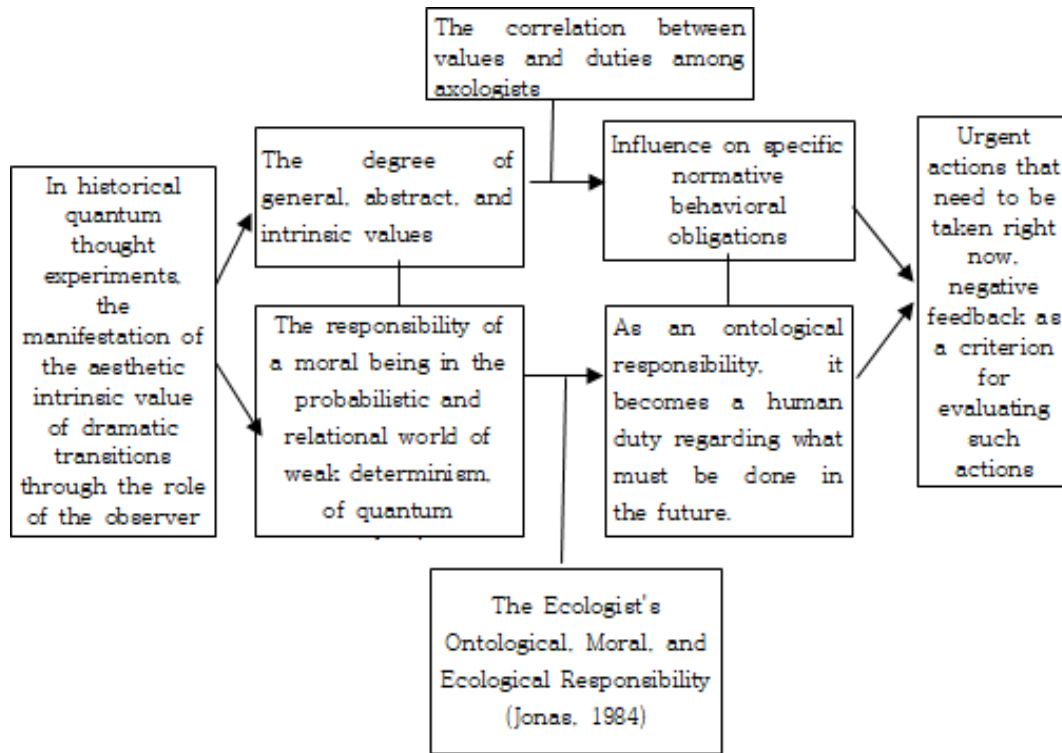 The correlation between
values and duties among
axologists
In historical
quantum
thought
experiments,
the
manifestation of
the aesthetic
intrinsic value
of dramatic
transitions
through the role
of the observer
The degree of
general, abstract, and
intrinsic values
Influence on specific
normative
behavioral
obligations
The responsibility of
a moral being in the
probabilistic and
relational world of
weak determinism,
of quantum
As an ontological
responsibility, it
becomes a human
duty regarding what
must be done in
the future.
Urgent
actions that
need to be
taken right
now,
negative
feedback as
a criterion
for
evaluating
such
actions
The Ecologist's
Ontological, Moral, and
Ecological Responsibility
(Jonas, 1984)